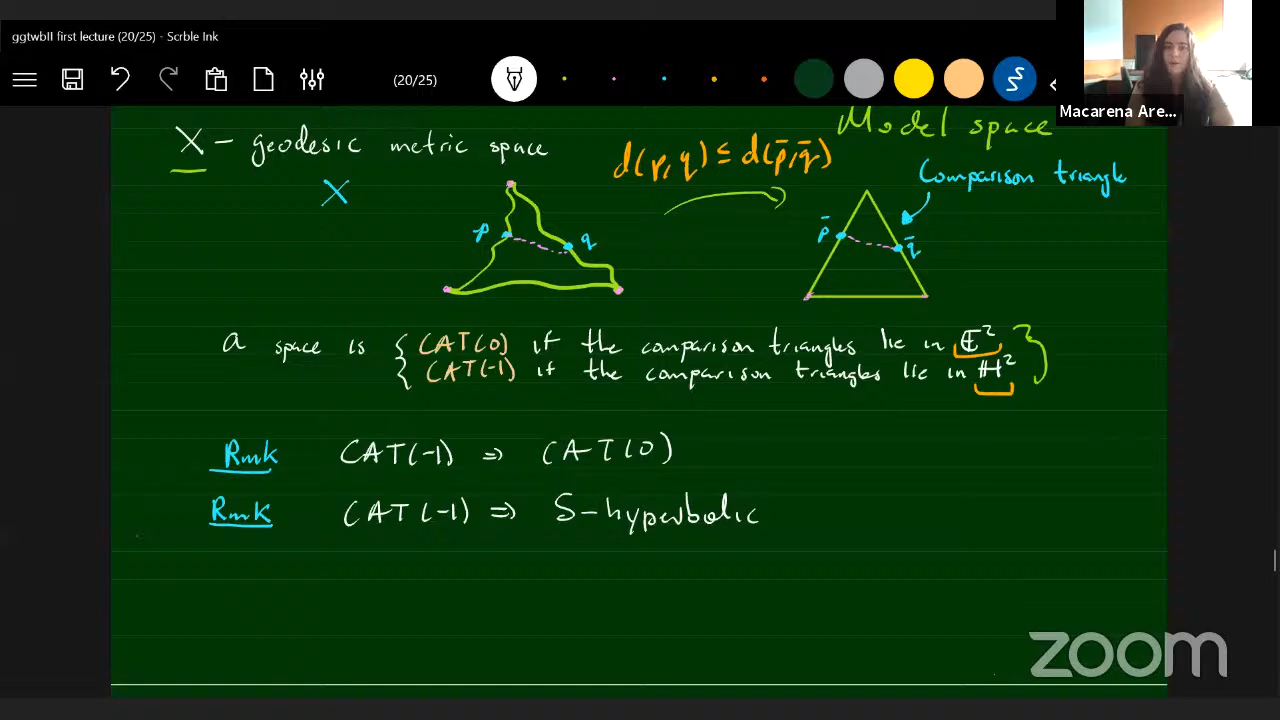 ggtwbII first lecture (20/25) - Scrble Ink
(20/25)
Macarena Are...
Model space
X - geodesic metric space
d(p,q) ≤ d(p̄,q̄)
Comparison triangle
X
p
q
p̄
q̄
A space is { CAT(0) if the comparison triangles lie in 𝔼²
{ CAT(-1) if the comparison triangles lie in ℍ²
Rmk CAT(-1) ⇒ CAT(0)
Rmk CAT(-1) ⇒ δ-hyperbolic
zoom